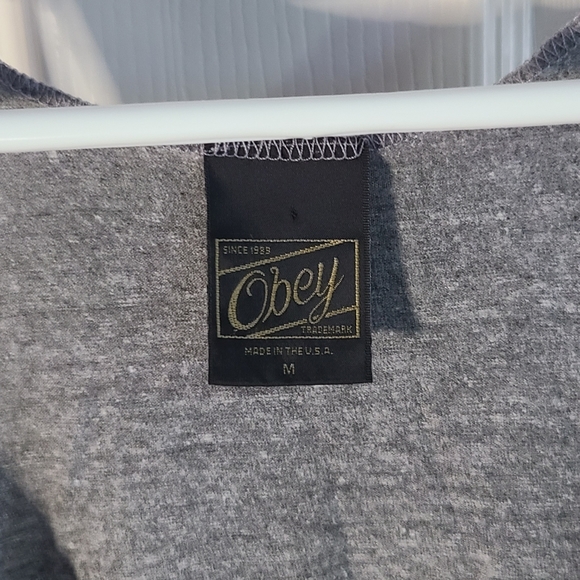 SINCE 1989
Obey
TRADEMARK
MADE IN THE U.S.A.
M